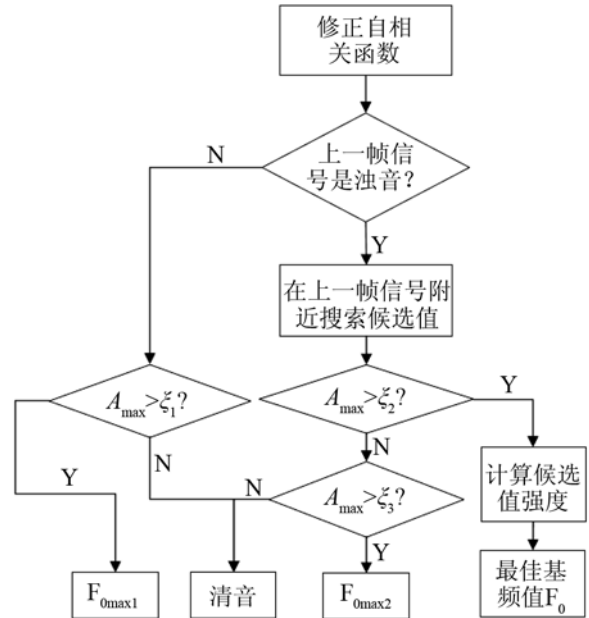 修正自相
关函数
N
上一帧信
号是浊音？
Y
在上一帧信号附
近搜索候选值
A_max>ξ_1?
A_max>ξ_2?
Y
N
N
Y
N
A_max>ξ_3?
计算候选
值强度
Y
F_0max1
清音
F_0max2
最佳基
频值F_0